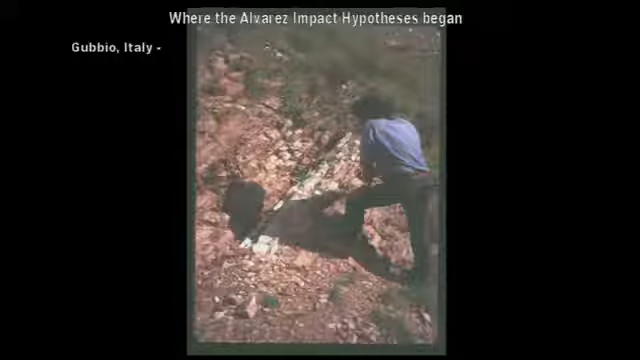 Where the Alvarez Impact Hypotheses began
Gubbio, Italy -